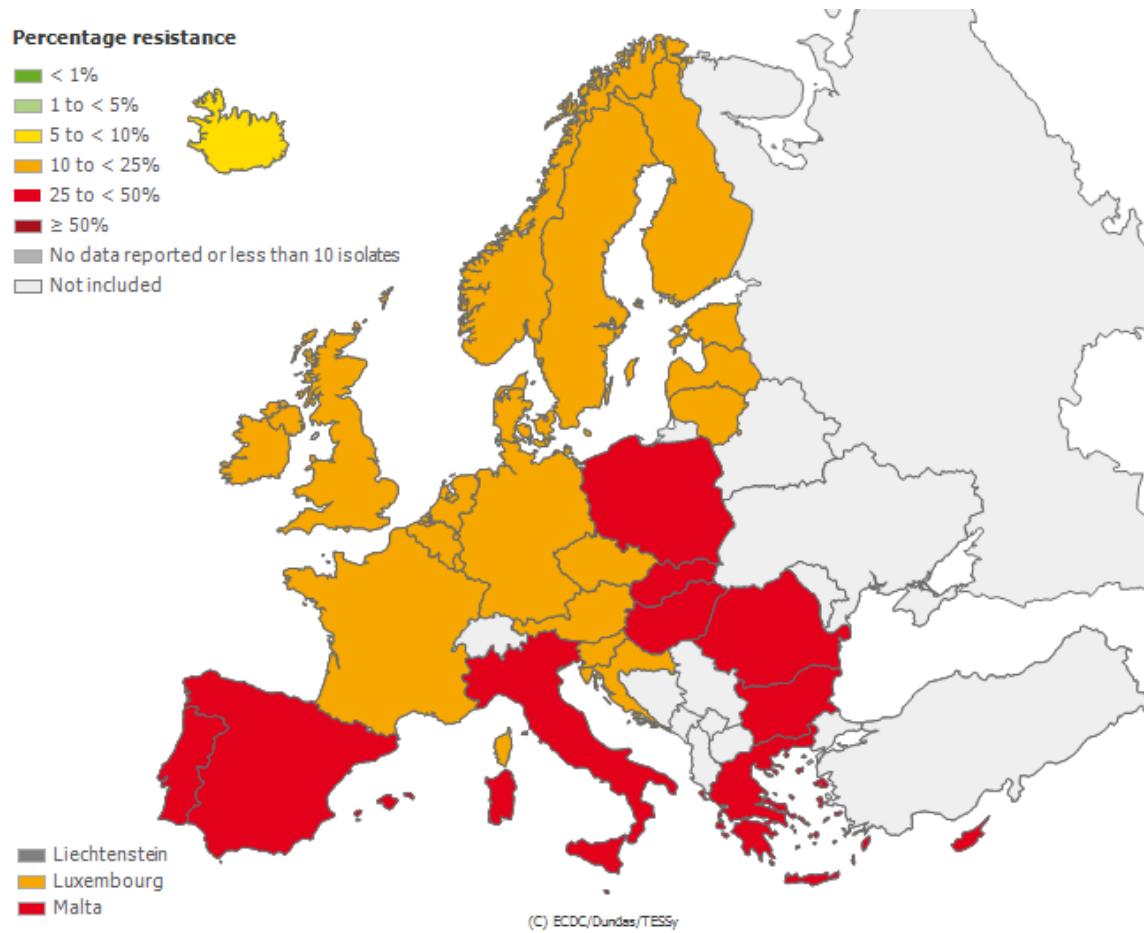 Percentage resistance
< 1%
1 to < 5%
5 to < 10%
10 to < 25%
25 to < 50%
≥ 50%
No data reported or less than 10 isolates
Not included
Liechtenstein
Luxembourg
Malta
(C) ECDC/Dundas/TESSy